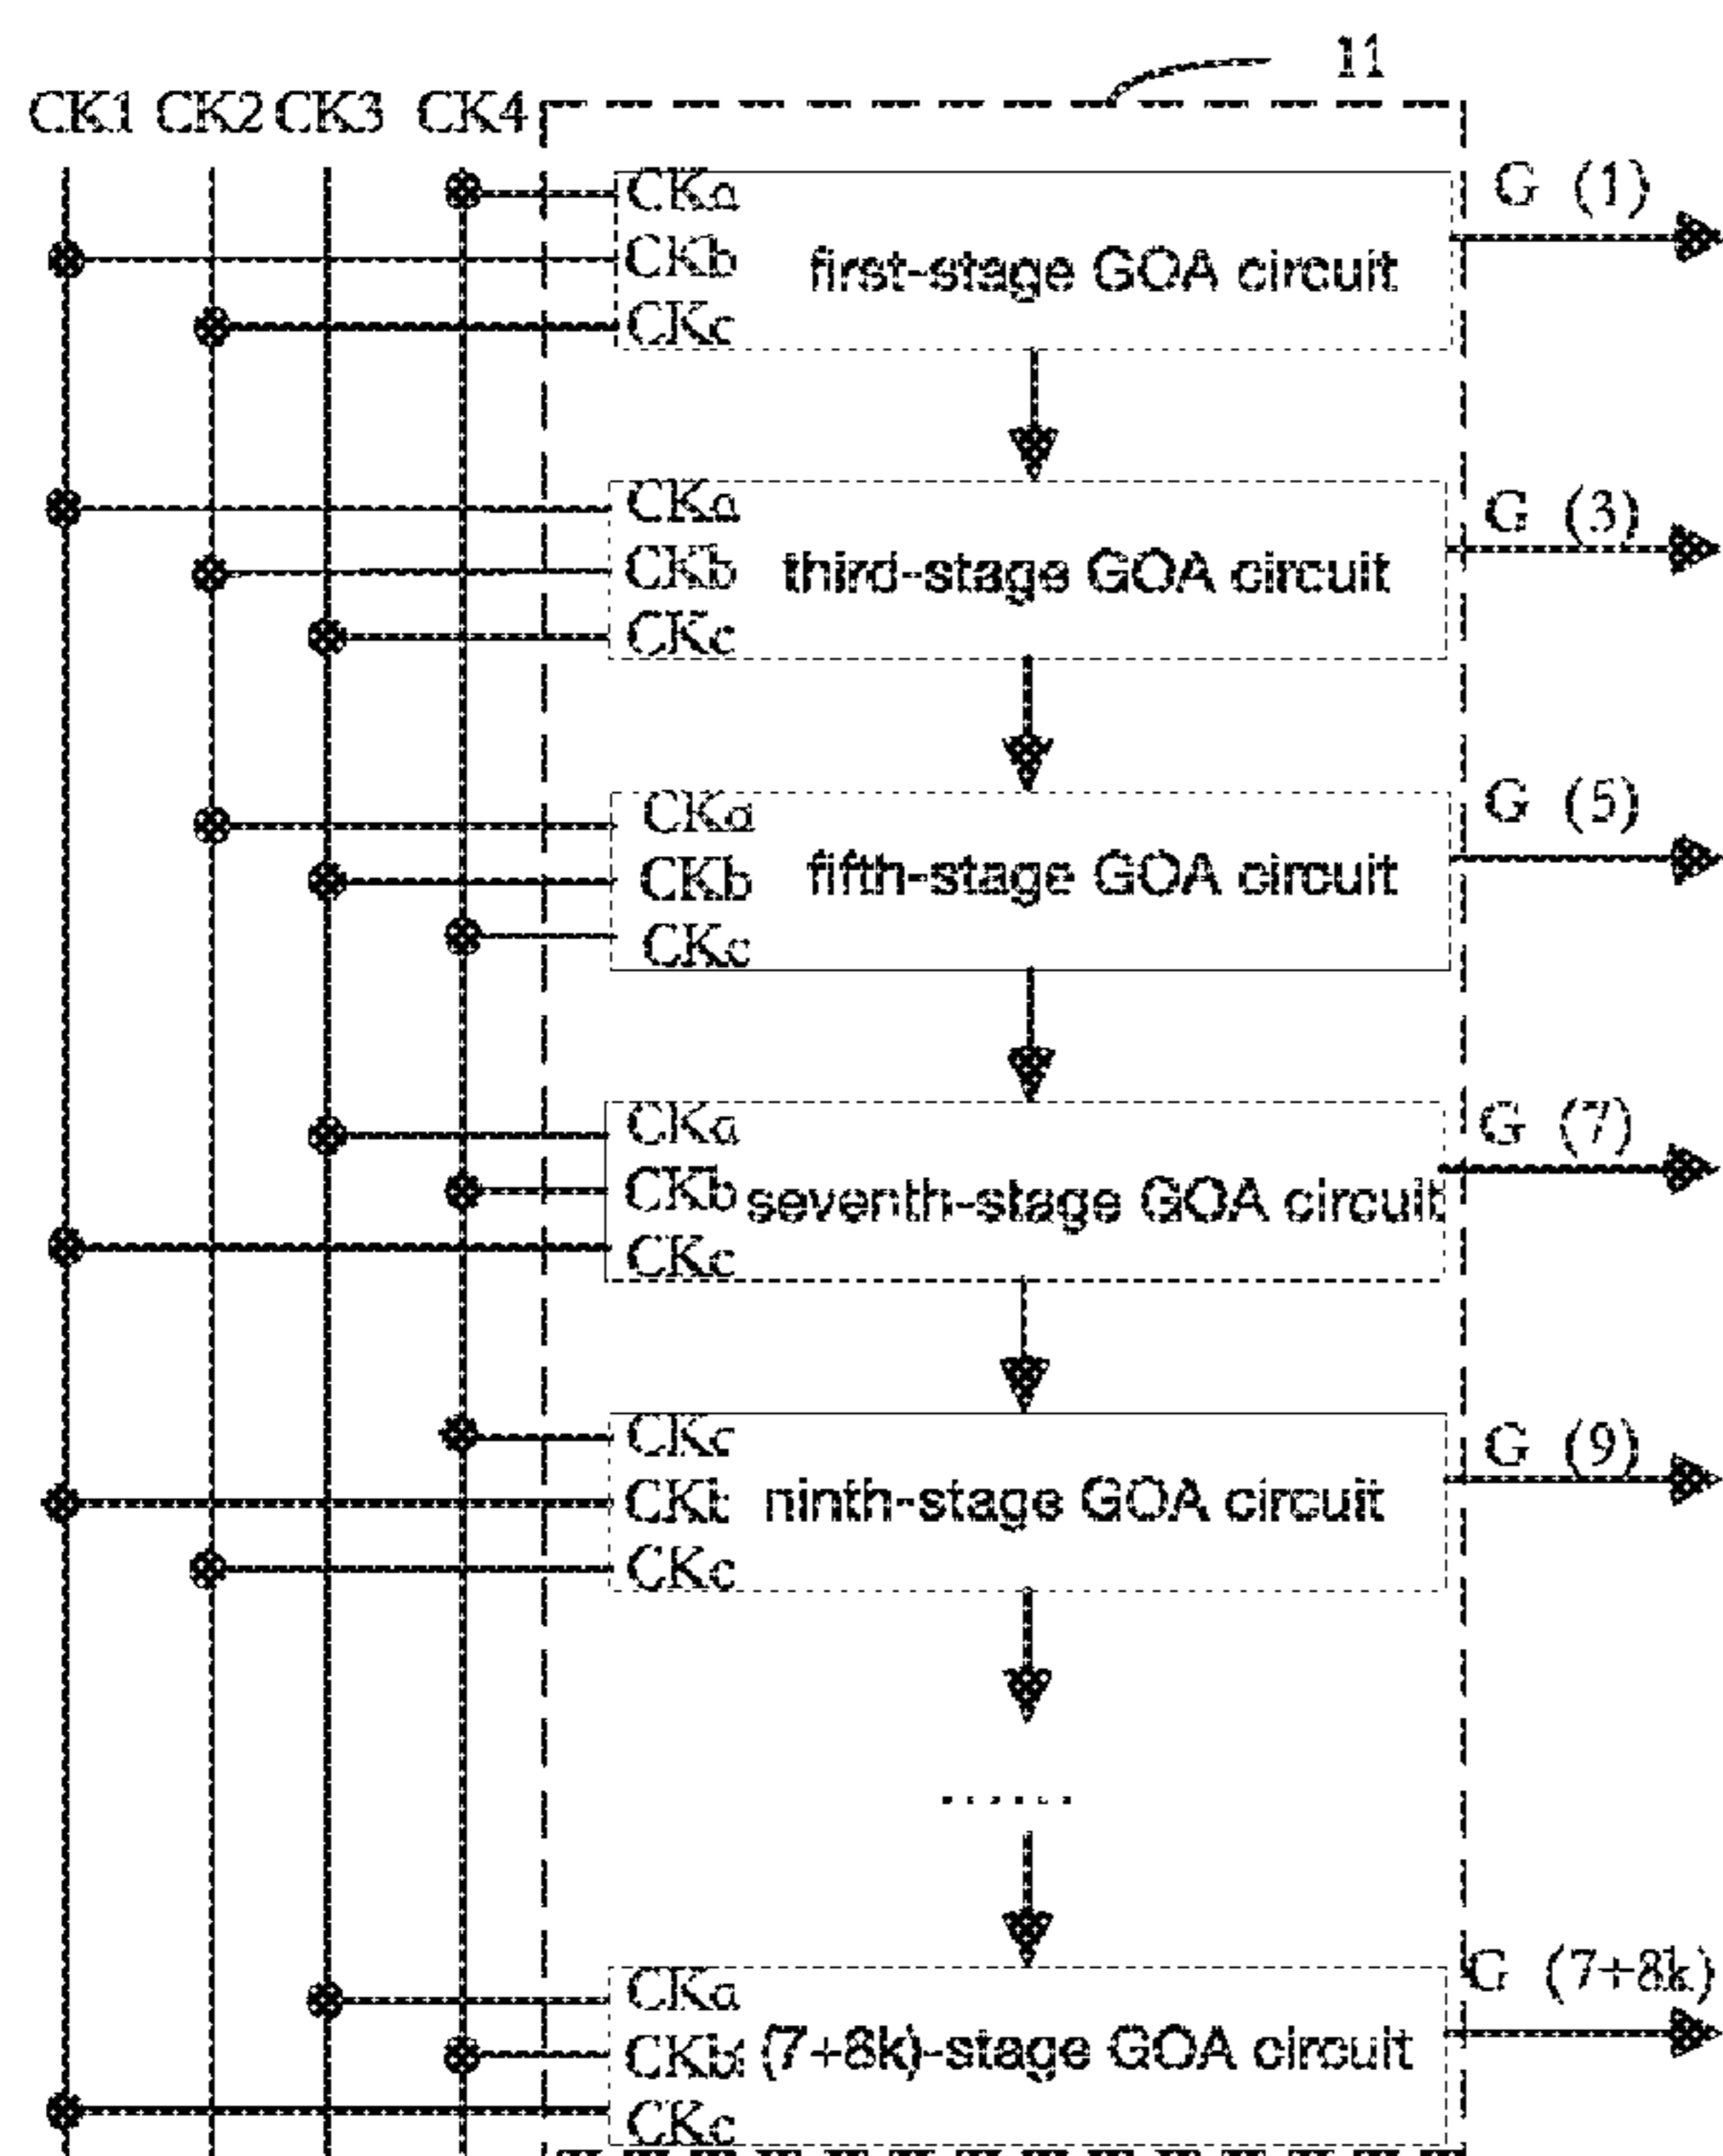 11
CK1 CK2 CK3 CK4
CKa
G (1)
CKb
first-stage GOA circuit
CKc
CKa
G (3)
CKb
third-stage GOA circuit
CKc
CKa
G (5)
CKb
fifth-stage GOA circuit
CKc
CKa
G (7)
CKb
seventh-stage GOA circuit
CKc
CKc
G (9)
ninth-stage GOA circuit
CKc
......
CKa
G (7+8k)
(7+8k)-stage GOA circuit
CKc